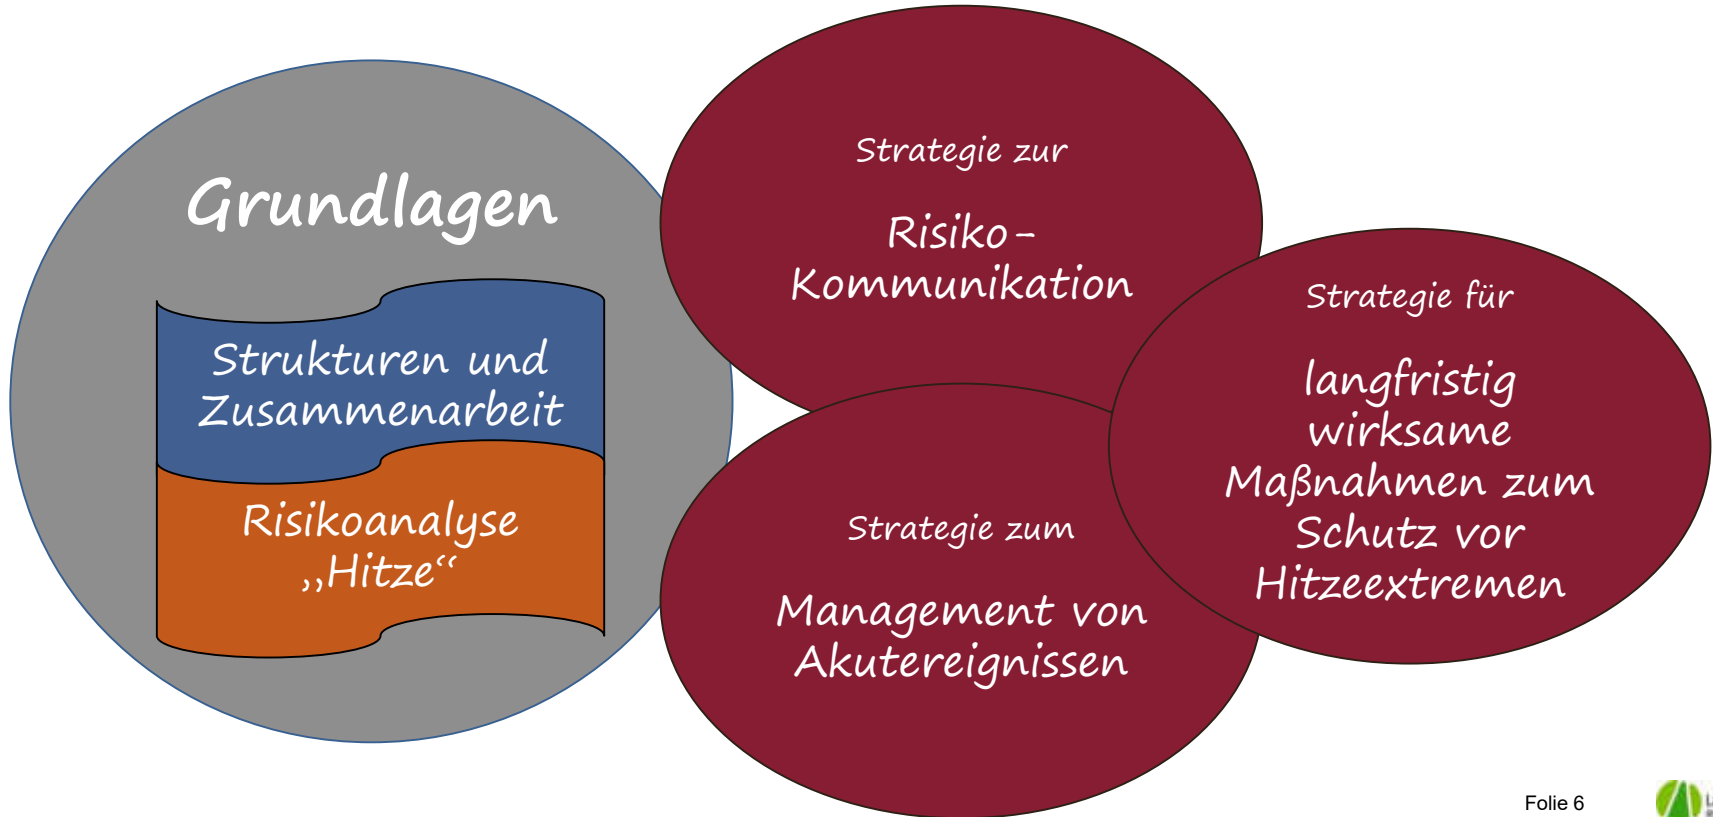 Grundlagen
Strukturen und
Zusammenarbeit
Risikoanalyse
„Hitze“
Strategie zur
Risiko-
Kommunikation
Strategie zum
Management von
Akutereignissen
Strategie für
langfristig
wirksame
Maßnahmen zum
Schutz vor
Hitzeextremen
Folie 6